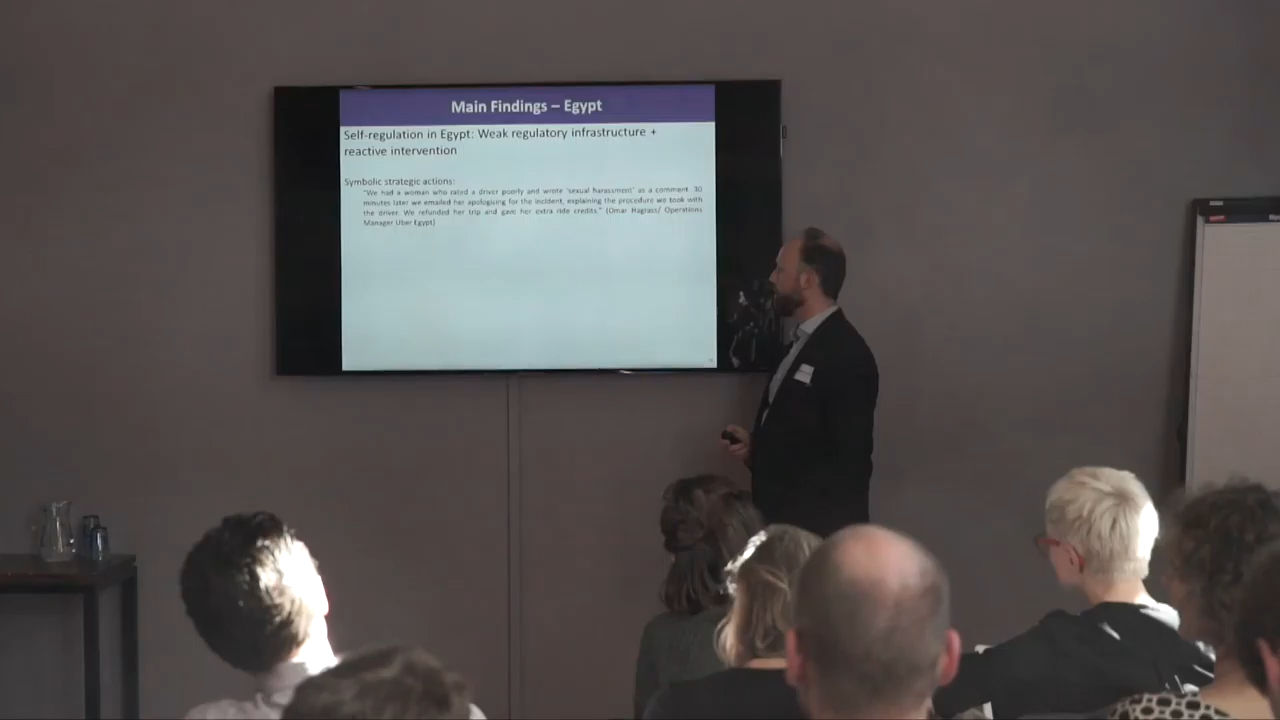 Main Findings – Egypt
Self-regulation in Egypt: Weak regulatory infrastructure +
reactive intervention
Symbolic strategic actions:
"We had a woman who rated a driver poorly and wrote 'sexual harassment' as a comment. 30
minutes later we emailed her apologising for the incident, explaining the procedure we took with
the driver. We refunded her trip and gave her extra ride credits." (Omar Hagrass/ Operations
Manager Uber Egypt)